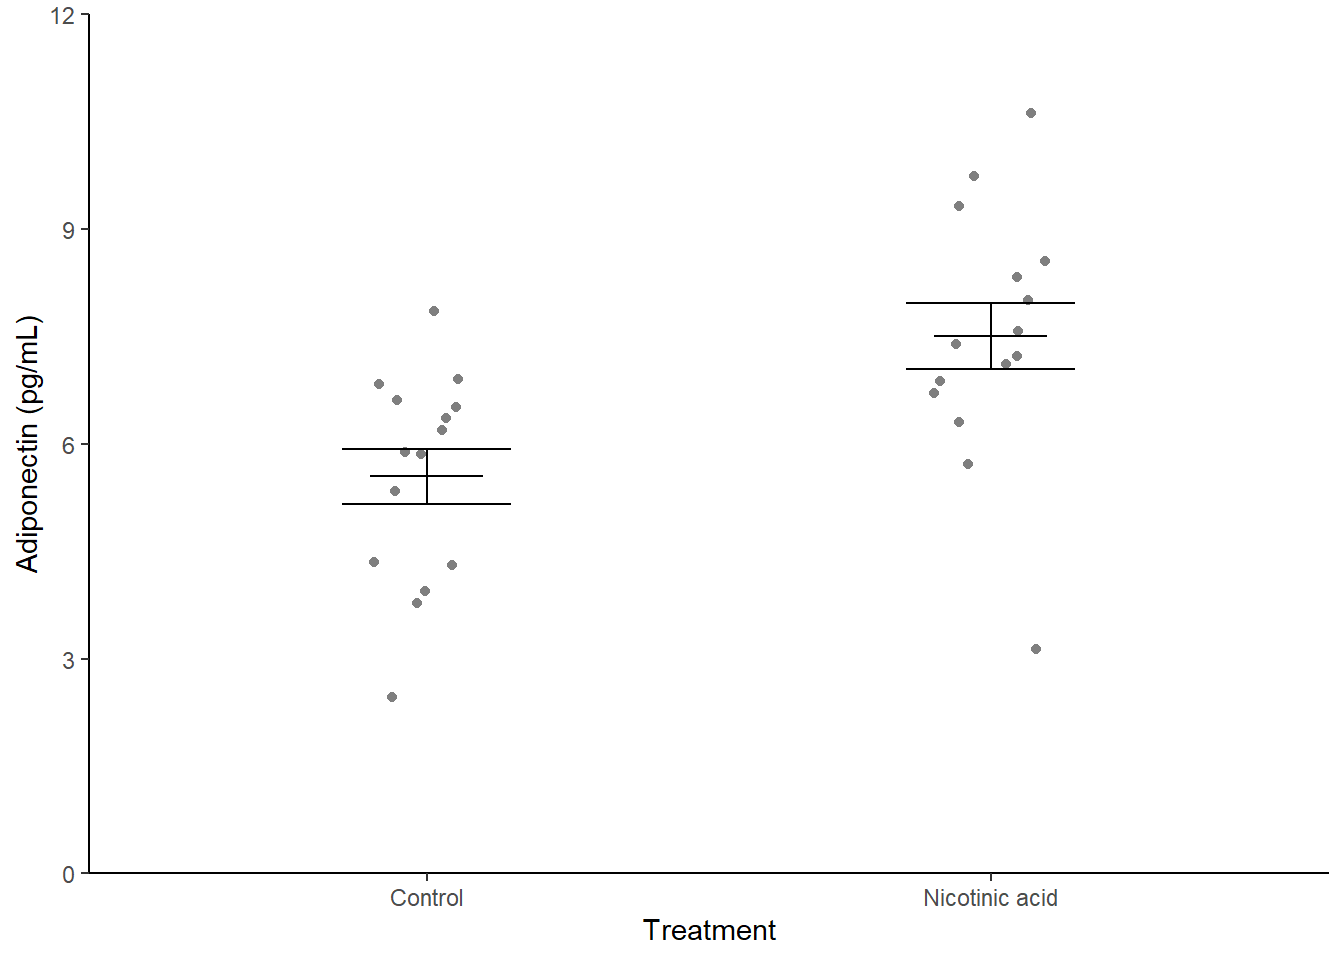 12
9
6
3
0
Adiponectin (pg/mL)
Control
Nicotinic acid
Treatment